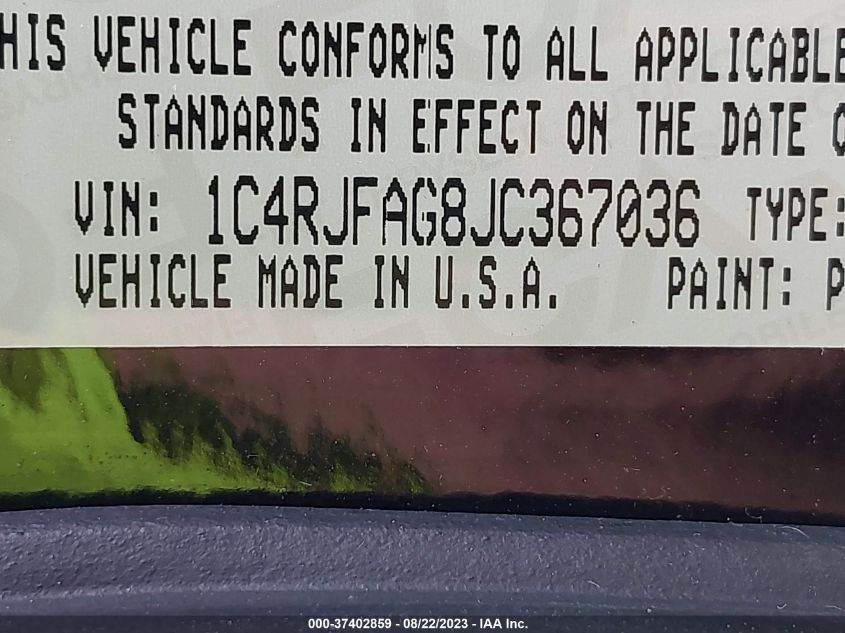 HIS VEHICLE CONFORMS TO ALL APPLICABLE
STANDARDS IN EFFECT ON THE DATE
VIN: 1C4RJFAG8JC367036 TYPE:
VEHICLE MADE IN U.S.A. PAINT: P
000-37402859 - 08/22/2023 - IAA Inc.